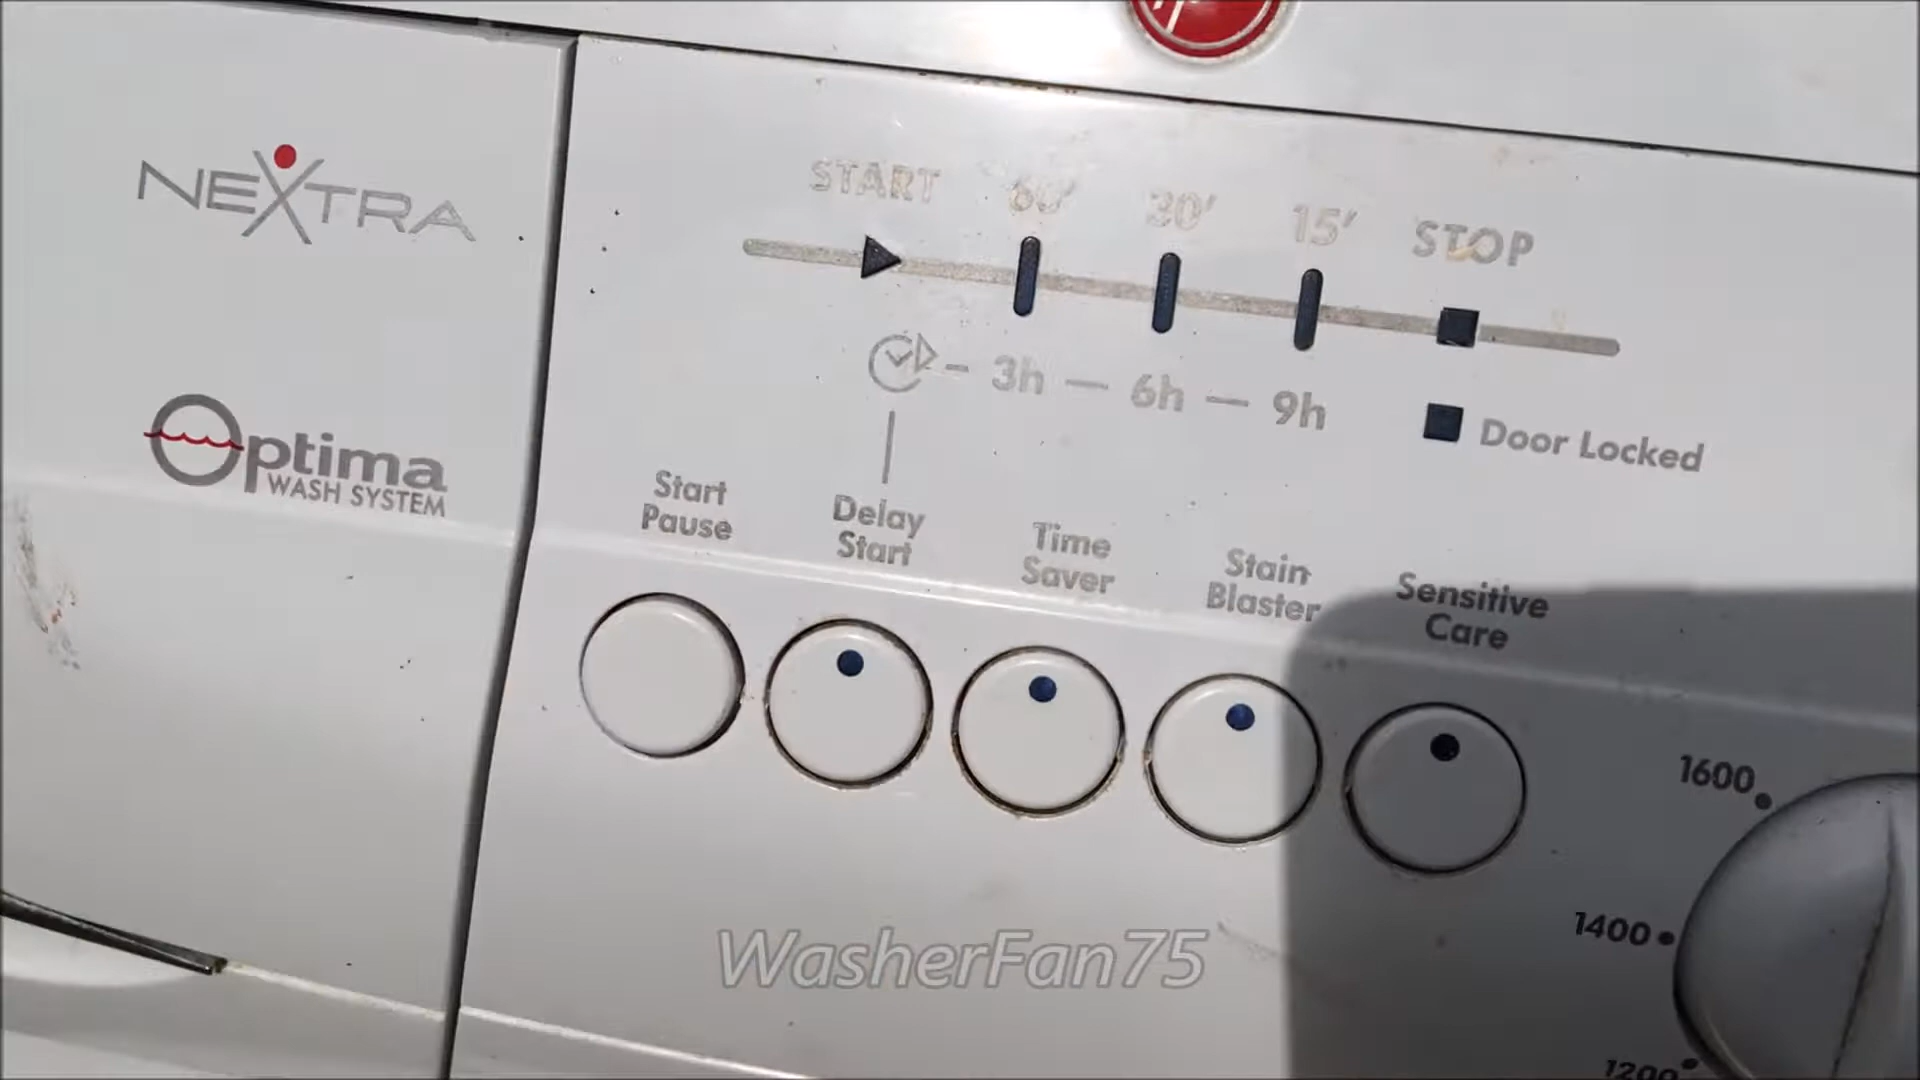 NEXTRA
Optima
WASH SYSTEM
START 60' 30' 15' STOP
3h — 6h — 9h
Door Locked
Start
Pause
Delay
Start
Time
Saver
Stain
Blaster
Sensitive
Care
1600
1400
1200
WasherFan75